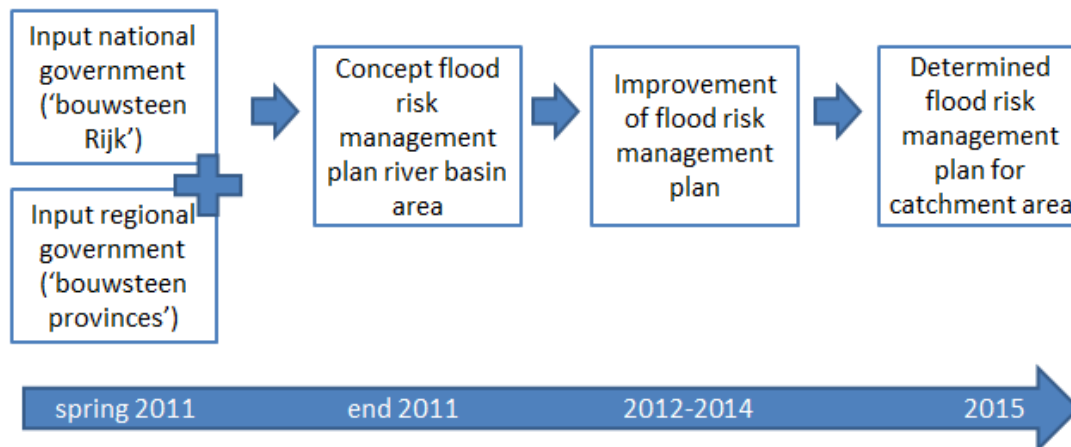 Input national
government
(‘bouwsteen
Rijk’)
Input regional
government
(‘bouwsteen
provinces’)
Concept flood
risk
management
plan river basin
area
Improvement
of flood risk
management
plan
Determined
flood risk
management
plan for
catchment area
spring 2011
end 2011
2012-2014
2015